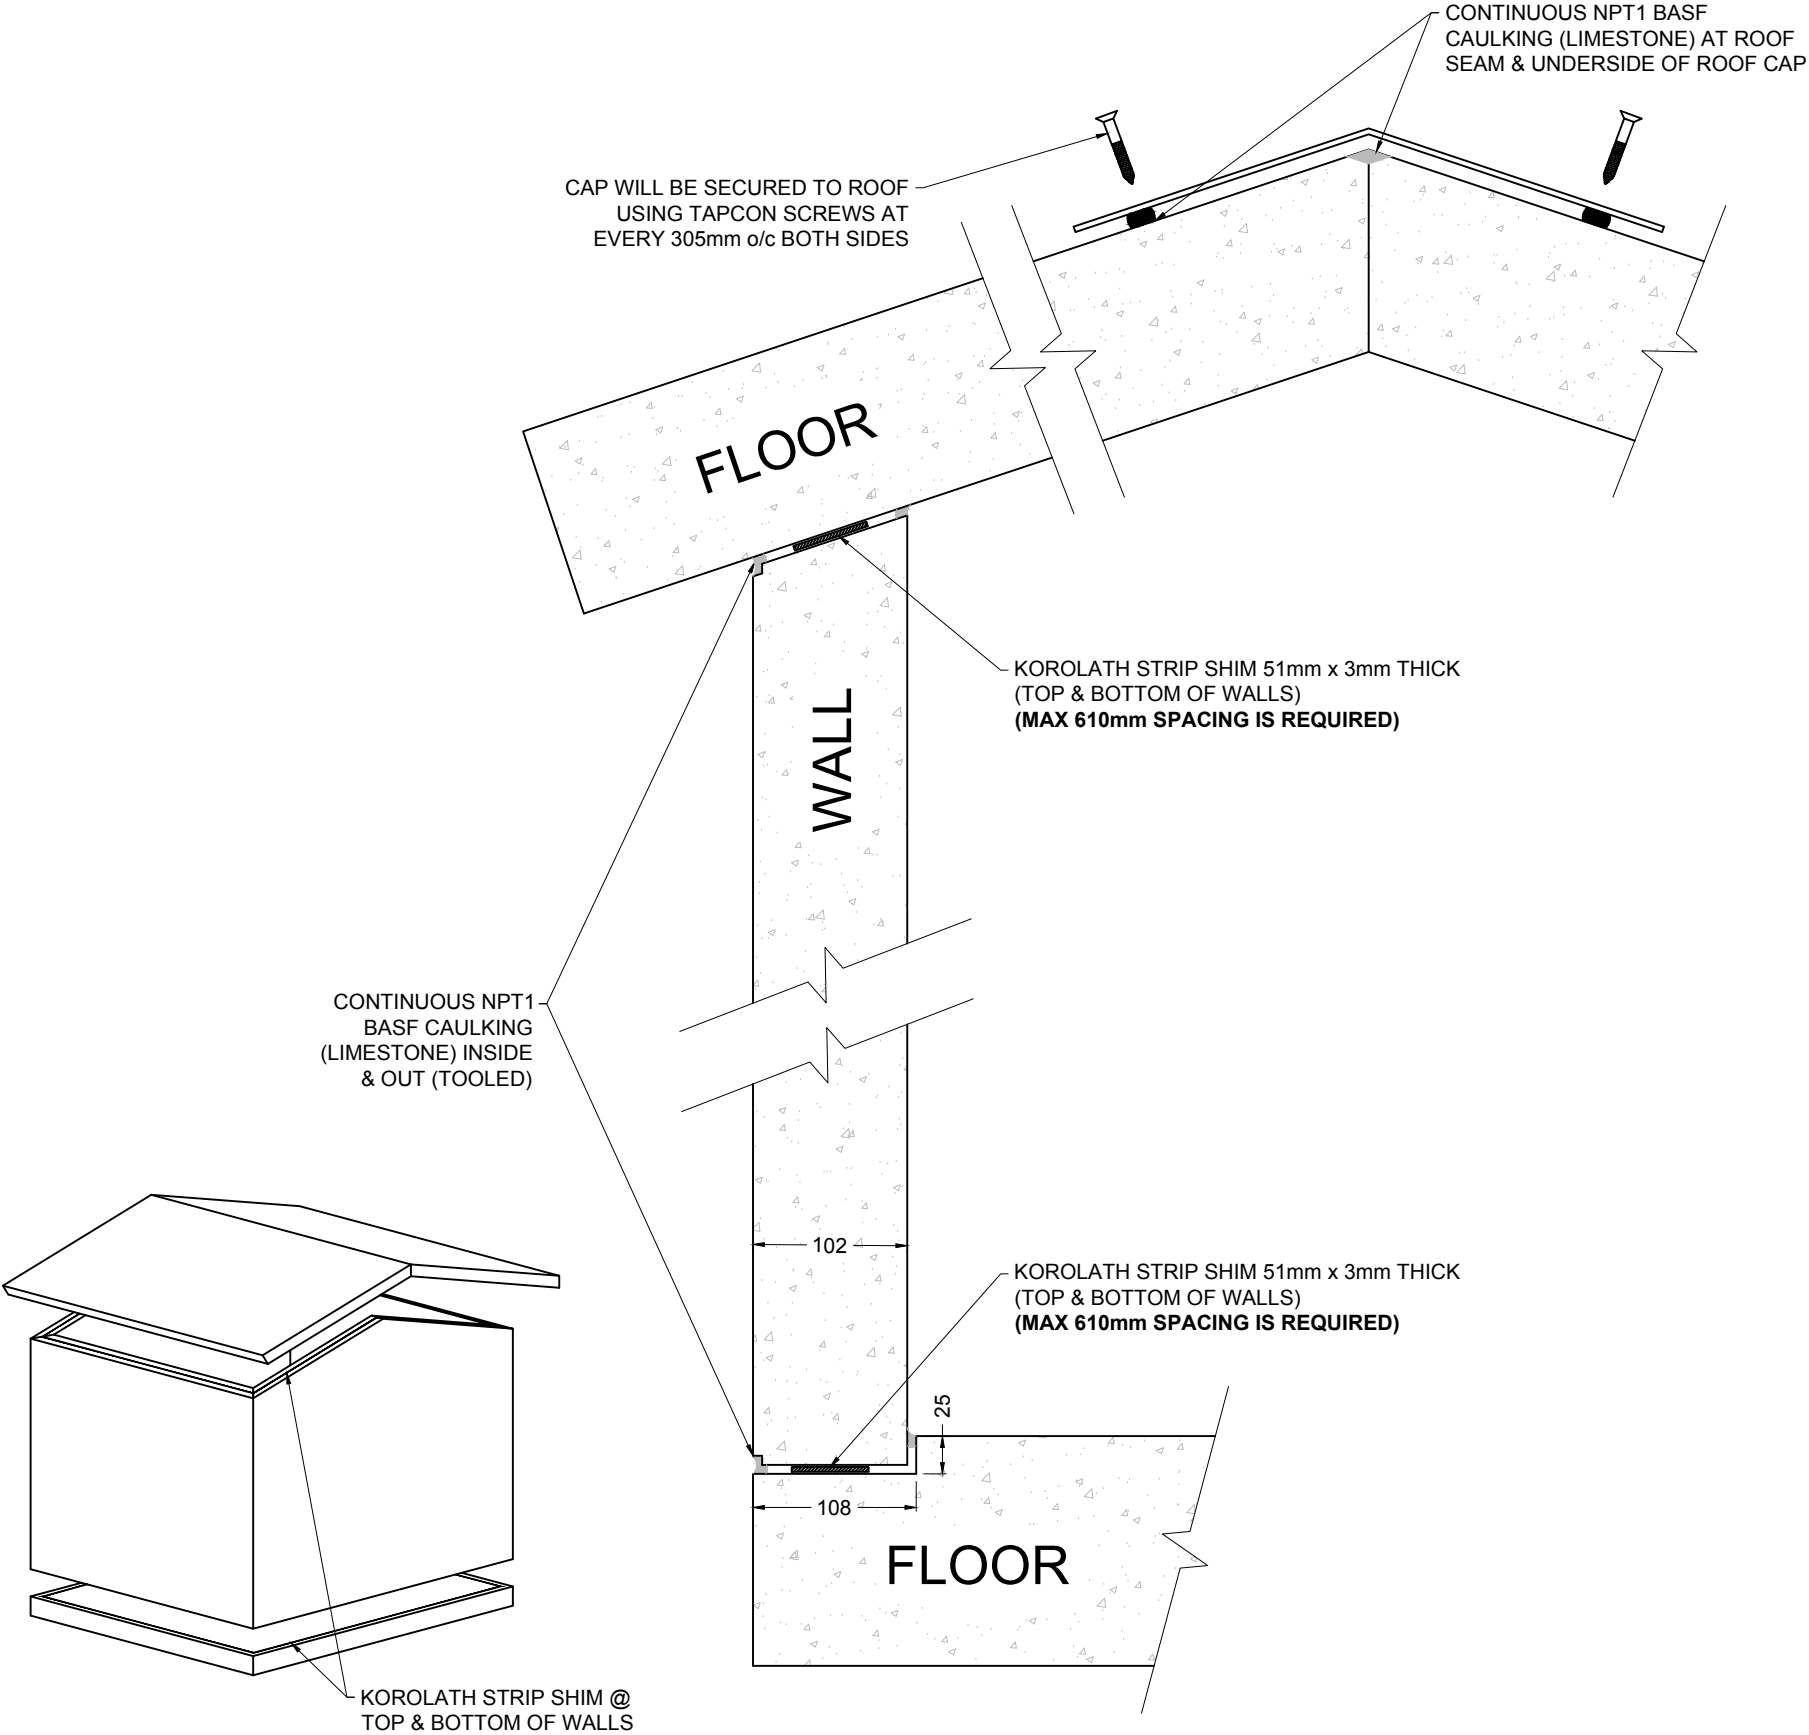 CONTINUOUS NPT1 BASF
CAULKING (LIMESTONE) AT ROOF
SEAM & UNDERSIDE OF ROOF CAP
CAP WILL BE SECURED TO ROOF
USING TAPCON SCREWS AT
EVERY 305mm o/c BOTH SIDES
FLOOR
KOROLATH STRIP SHIM 51mm x 3mm THICK
(TOP & BOTTOM OF WALLS)
(MAX 610mm SPACING IS REQUIRED)
WALL
CONTINUOUS NPT1
BASF CAULKING
(LIMESTONE) INSIDE
& OUT (TOOLED)
102
KOROLATH STRIP SHIM 51mm x 3mm THICK
(TOP & BOTTOM OF WALLS)
(MAX 610mm SPACING IS REQUIRED)
25
108
FLOOR
KOROLATH STRIP SHIM @
TOP & BOTTOM OF WALLS